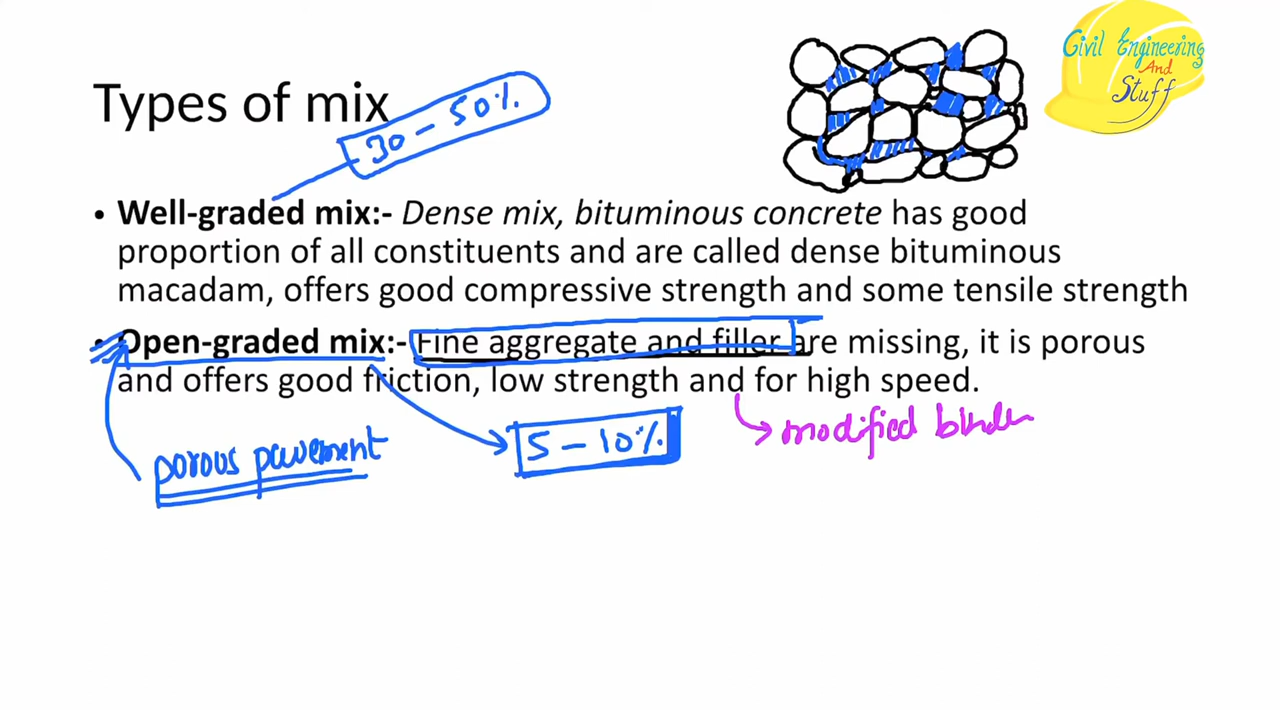 Civil Engineering
And
Stuff
Types of mix
30 - 50%
• Well-graded mix:- Dense mix, bituminous concrete has good
proportion of all constituents and are called dense bituminous
macadam, offers good compressive strength and some tensile strength
• Open-graded mix:- Fine aggregate and filler are missing, it is porous
and offers good friction, low strength and for high speed.
modified binder
5 - 10%
porous pavement